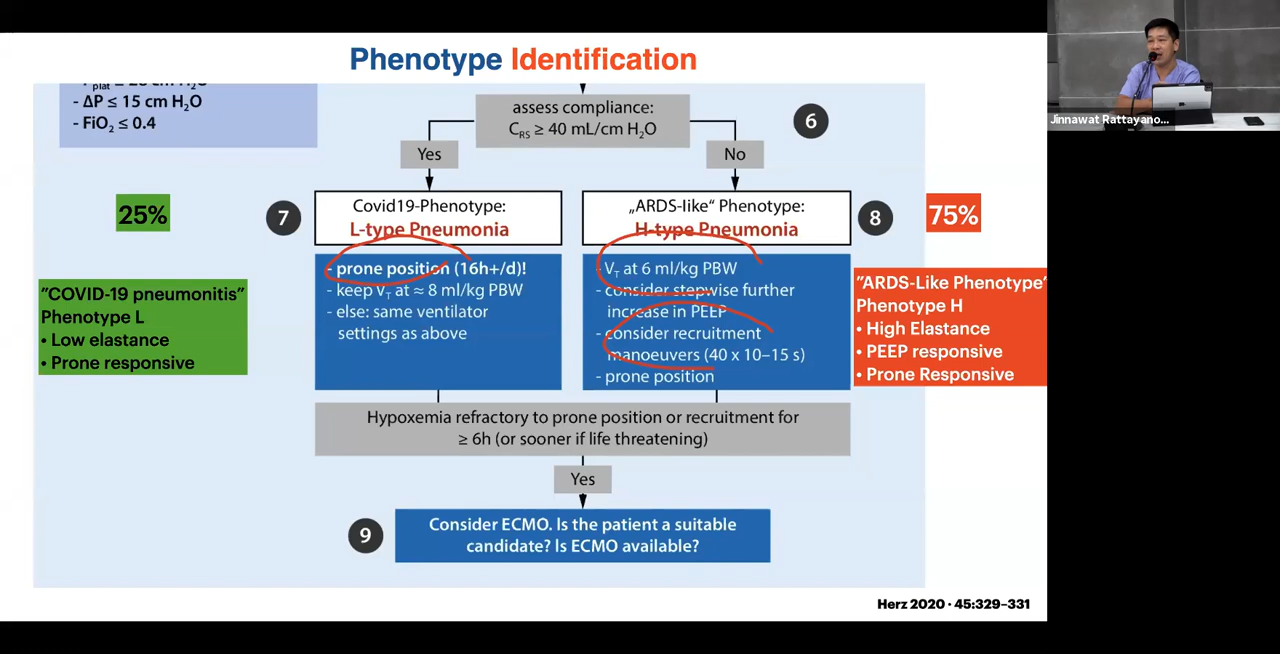 Phenotype Identification
- ΔP ≤ 15 cm H₂O
- FiO₂ ≤ 0.4
assess compliance:
C_RS ≥ 40 mL/cm H₂O
6
Yes
No
25%
7
Covid19-Phenotype:
L-type Pneumonia
„ARDS-like“ Phenotype:
H-type Pneumonia
8
75%
- prone position (16h+/d)!
- keep V_T at ≈ 8 ml/kg PBW
- else: same ventilator
settings as above
- V_T at 6 ml/kg PBW
- consider stepwise further
increase in PEEP
- consider recruitment
manoeuvers (40 x 10–15 s)
- prone position
"COVID-19 pneumonitis"
Phenotype L
• Low elastance
• Prone responsive
"ARDS-Like Phenotype"
Phenotype H
• High Elastance
• PEEP responsive
• Prone Responsive
Hypoxemia refractory to prone position or recruitment for
≥ 6h (or sooner if life threatening)
Yes
9
Consider ECMO. Is the patient a suitable
candidate? Is ECMO available?
Herz 2020 · 45:329–331
Jinnawat Rattayano...